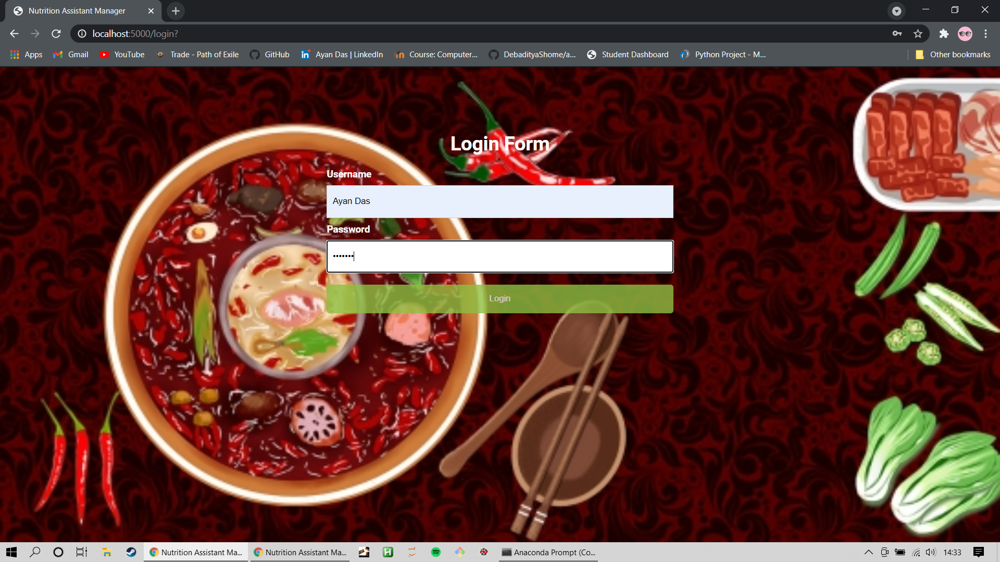 Nutrition Assistant Manager
localhost:5000/login?
Apps Gmail YouTube Trade - Path of Exile GitHub Ayan Das | LinkedIn Course: Computer... DebadityaShome/a... Student Dashboard Python Project - M... Other bookmarks
Login Form
Username
Ayan Das
Password
•••••••
Login
Nutrition Assistant Ma... Nutrition Assistant Ma... Anaconda Prompt (Co... 14:33